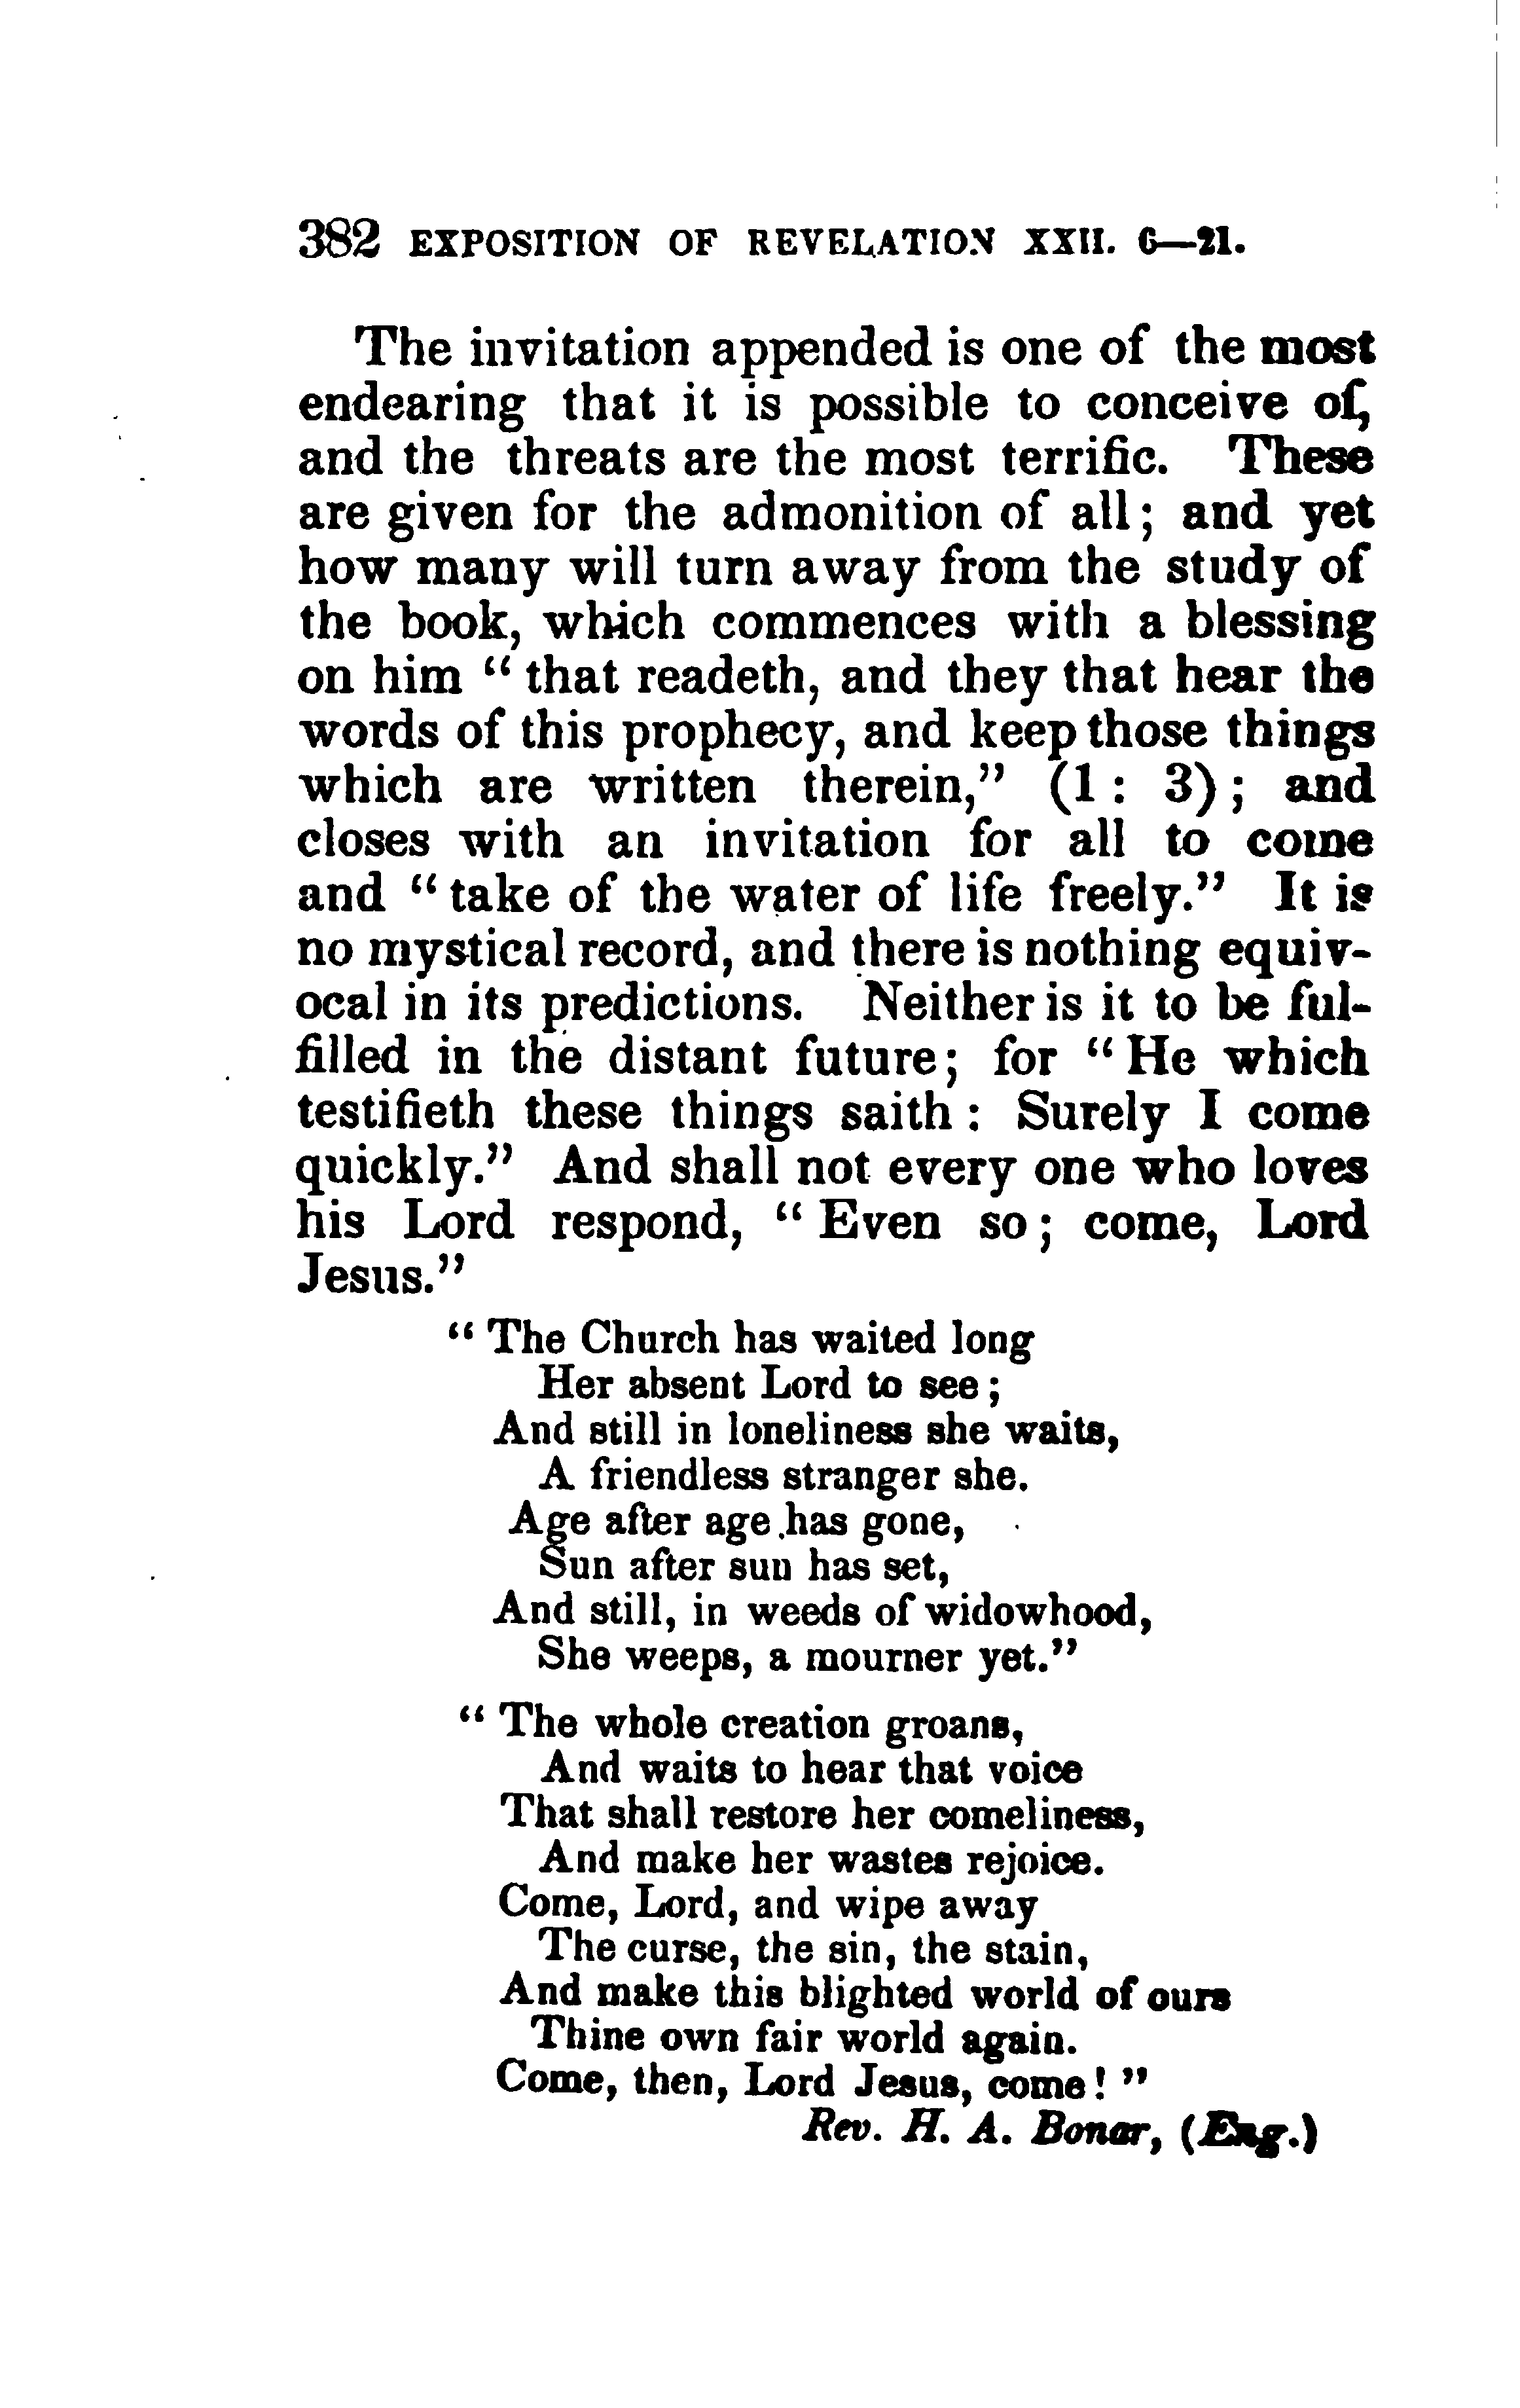 382 EXPOSITION OF REVELATION XXII. 6—21.
The invitation appended is one of the most
endearing that it is possible to conceive of,
and the threats are the most terrific. These
are given for the admonition of all; and yet
how many will turn away from the study of
the book, which commences with a blessing
on him "that readeth, and they that hear the
words of this prophecy, and keep those things
which are written therein," (1 : 3); and
closes with an invitation for all to come
and "take of the water of life freely." It is
no mystical record, and there is nothing equiv-
ocal in its predictions. Neither is it to be ful-
filled in the distant future; for "He which
testifieth these things saith: Surely I come
quickly." And shall not every one who loves
his Lord respond, "Even so; come, Lord
Jesus."
"The Church has waited long
Her absent Lord to see;
And still in loneliness she waits,
A friendless stranger she.
Age after age has gone,
Sun after sun has set,
And still, in weeds of widowhood,
She weeps, a mourner yet."
"The whole creation groans,
And waits to hear that voice
That shall restore her comeliness,
And make her wastes rejoice.
Come, Lord, and wipe away
The curse, the sin, the stain,
And make this blighted world of ours
Thine own fair world again.
Come, then, Lord Jesus, come!"
Rev. H. A. Bonar, (Eng.)